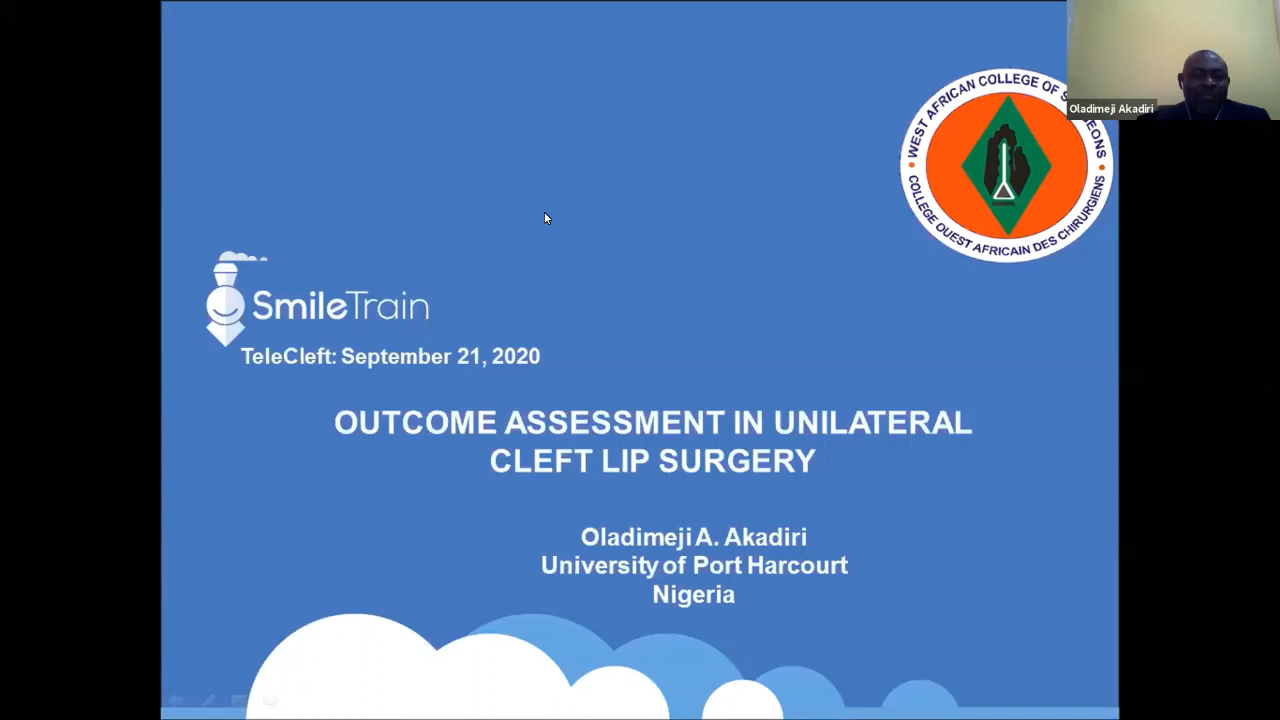 WEST AFRICAN COLLEGE OF S EONS
COLLEGE OUEST AFRICAIN DES CHIRURGIENS
Oladimeji Akadiri
SmileTrain
TeleCleft: September 21, 2020
OUTCOME ASSESSMENT IN UNILATERAL
CLEFT LIP SURGERY
Oladimeji A. Akadiri
University of Port Harcourt
Nigeria